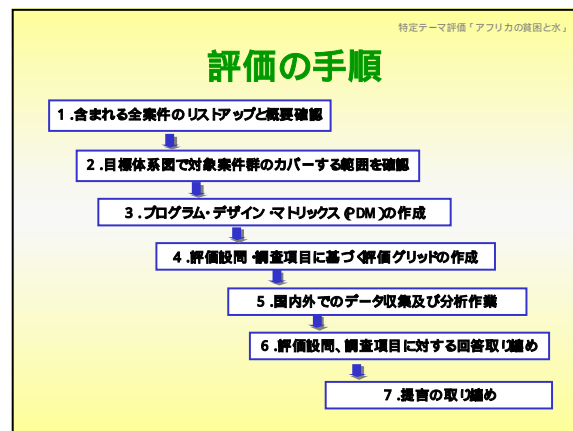 特定テーマ評価「アフリカの貧困と水」
評価の手順
1.含まれる全案件のリストアップと概要確認
2.目標体系図で対象案件群のカバーする範囲を確認
3.プログラム・デザイン・マトリックス(PDM)の作成
4.評価設問・調査項目に基づく評価グリッドの作成
5.国内外でのデータ収集及び分析作業
6.評価設問、調査項目に対する回答取り纏め
7.提言の取り纏め